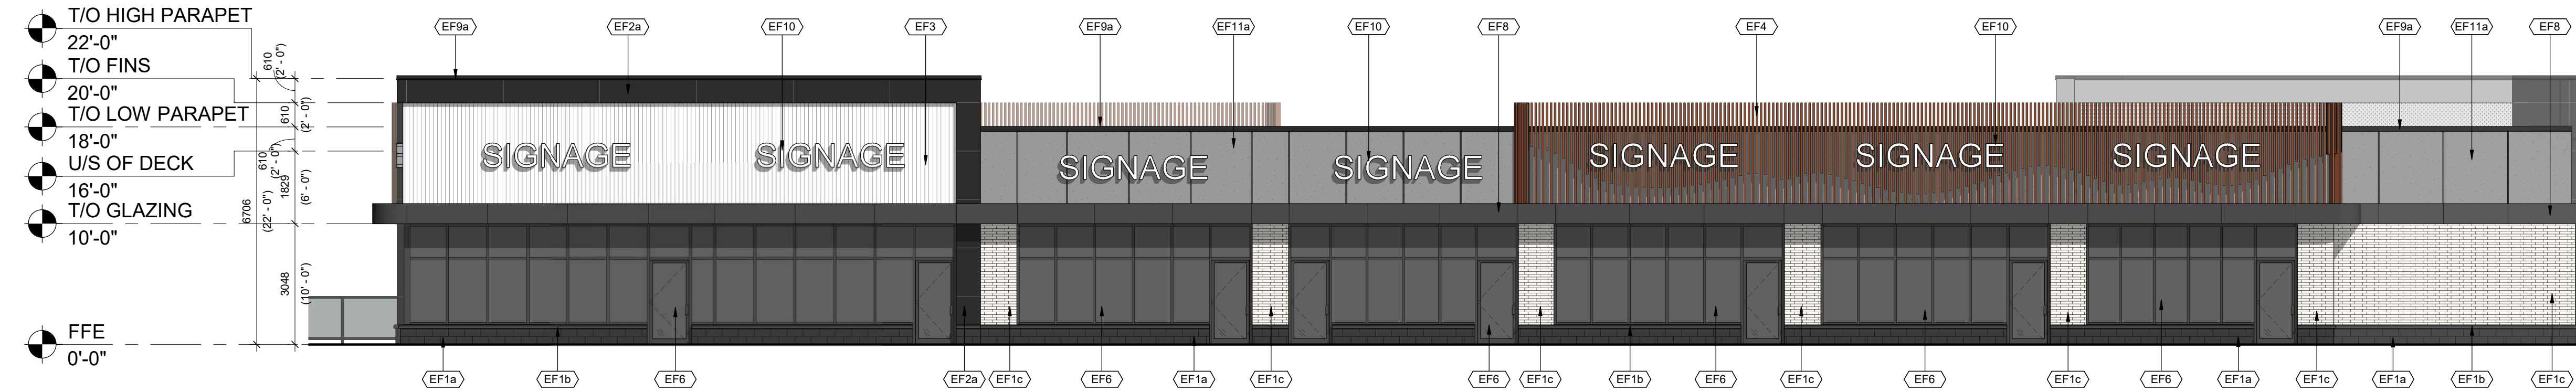 T/O HIGH PARAPET
22'-0"
T/O FINS
20'-0"
T/O LOW PARAPET
18'-0"
U/S OF DECK
16'-0"
T/O GLAZING
10'-0"
FFE
0'-0"
610
(2' - 0")
610
(2' - 0")
610
(2' - 0")
1829
(6' - 0")
6706
(22' - 0")
3048
(10' - 0")
EF9a EF2a EF10 EF3 EF9a EF11a EF10 EF8 EF4 EF10 EF9a EF11a EF8
SIGNAGE SIGNAGE SIGNAGE SIGNAGE SIGNAGE SIGNAGE SIGNAGE
EF1a EF1b EF6 EF2a EF1c EF6 EF1a EF1c EF6 EF1c EF1b EF6 EF1c EF6 EF1c EF6 EF1a EF1c EF1a EF1b EF1c